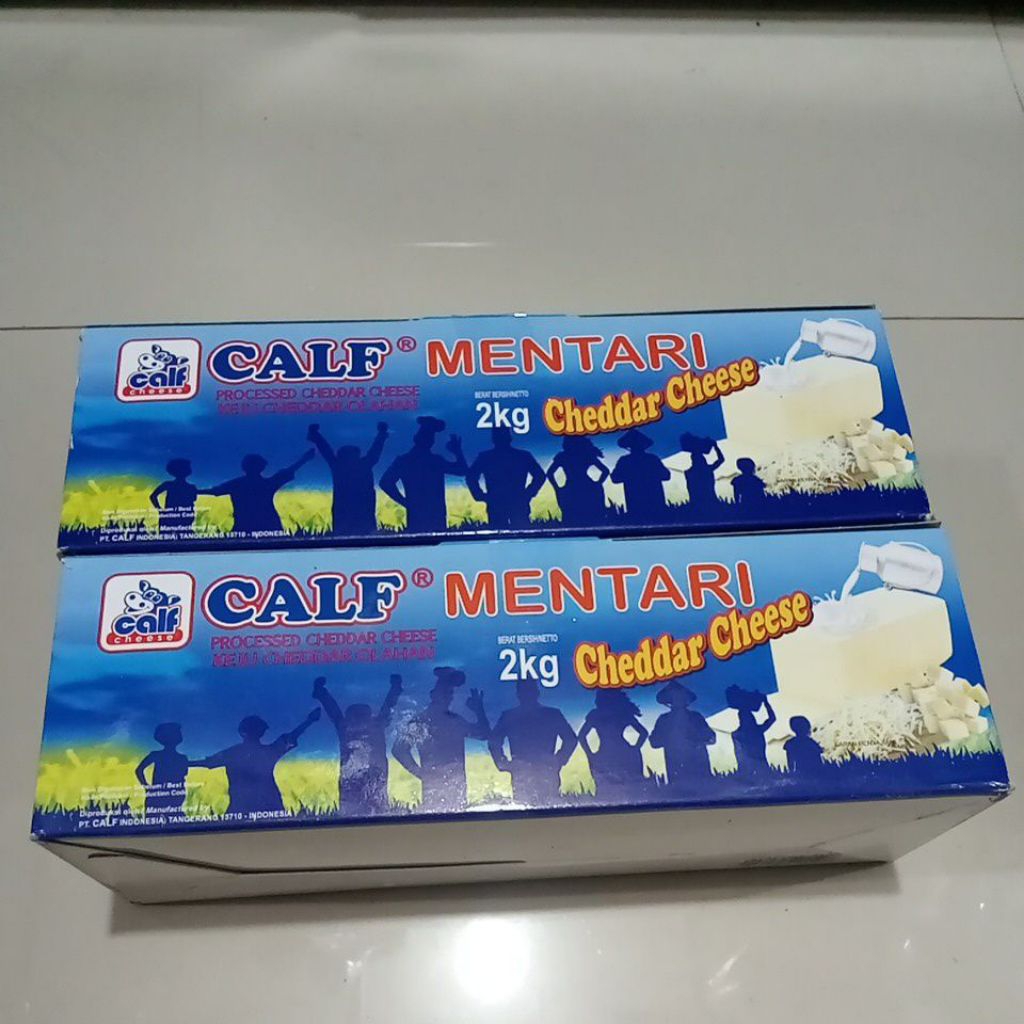 calf
cheese
CALF® MENTARI
PROCESSED CHEDDAR CHEESE
KEJU CHEDDAR OLAHAN
BERAT BERSIH/NETTO
2kg
Cheddar Cheese
Diproduksi oleh / Manufactured by
PT. CALF INDONESIA, TANGERANG 15710 - INDONESIA
calf
cheese
CALF® MENTARI
PROCESSED CHEDDAR CHEESE
KEJU CHEDDAR OLAHAN
BERAT BERSIH/NETTO
2kg
Cheddar Cheese
Diproduksi oleh / Manufactured by
PT. CALF INDONESIA, TANGERANG 15710 - INDONESIA